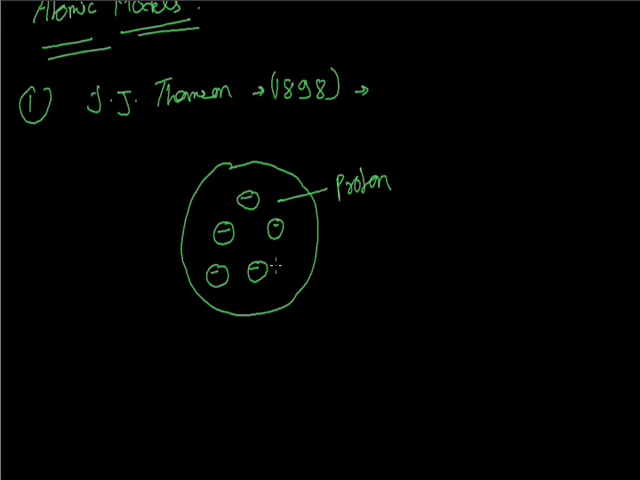 Atomic Models.
① J. J. Thomson → (1898) →
Proton
−
− −
− −